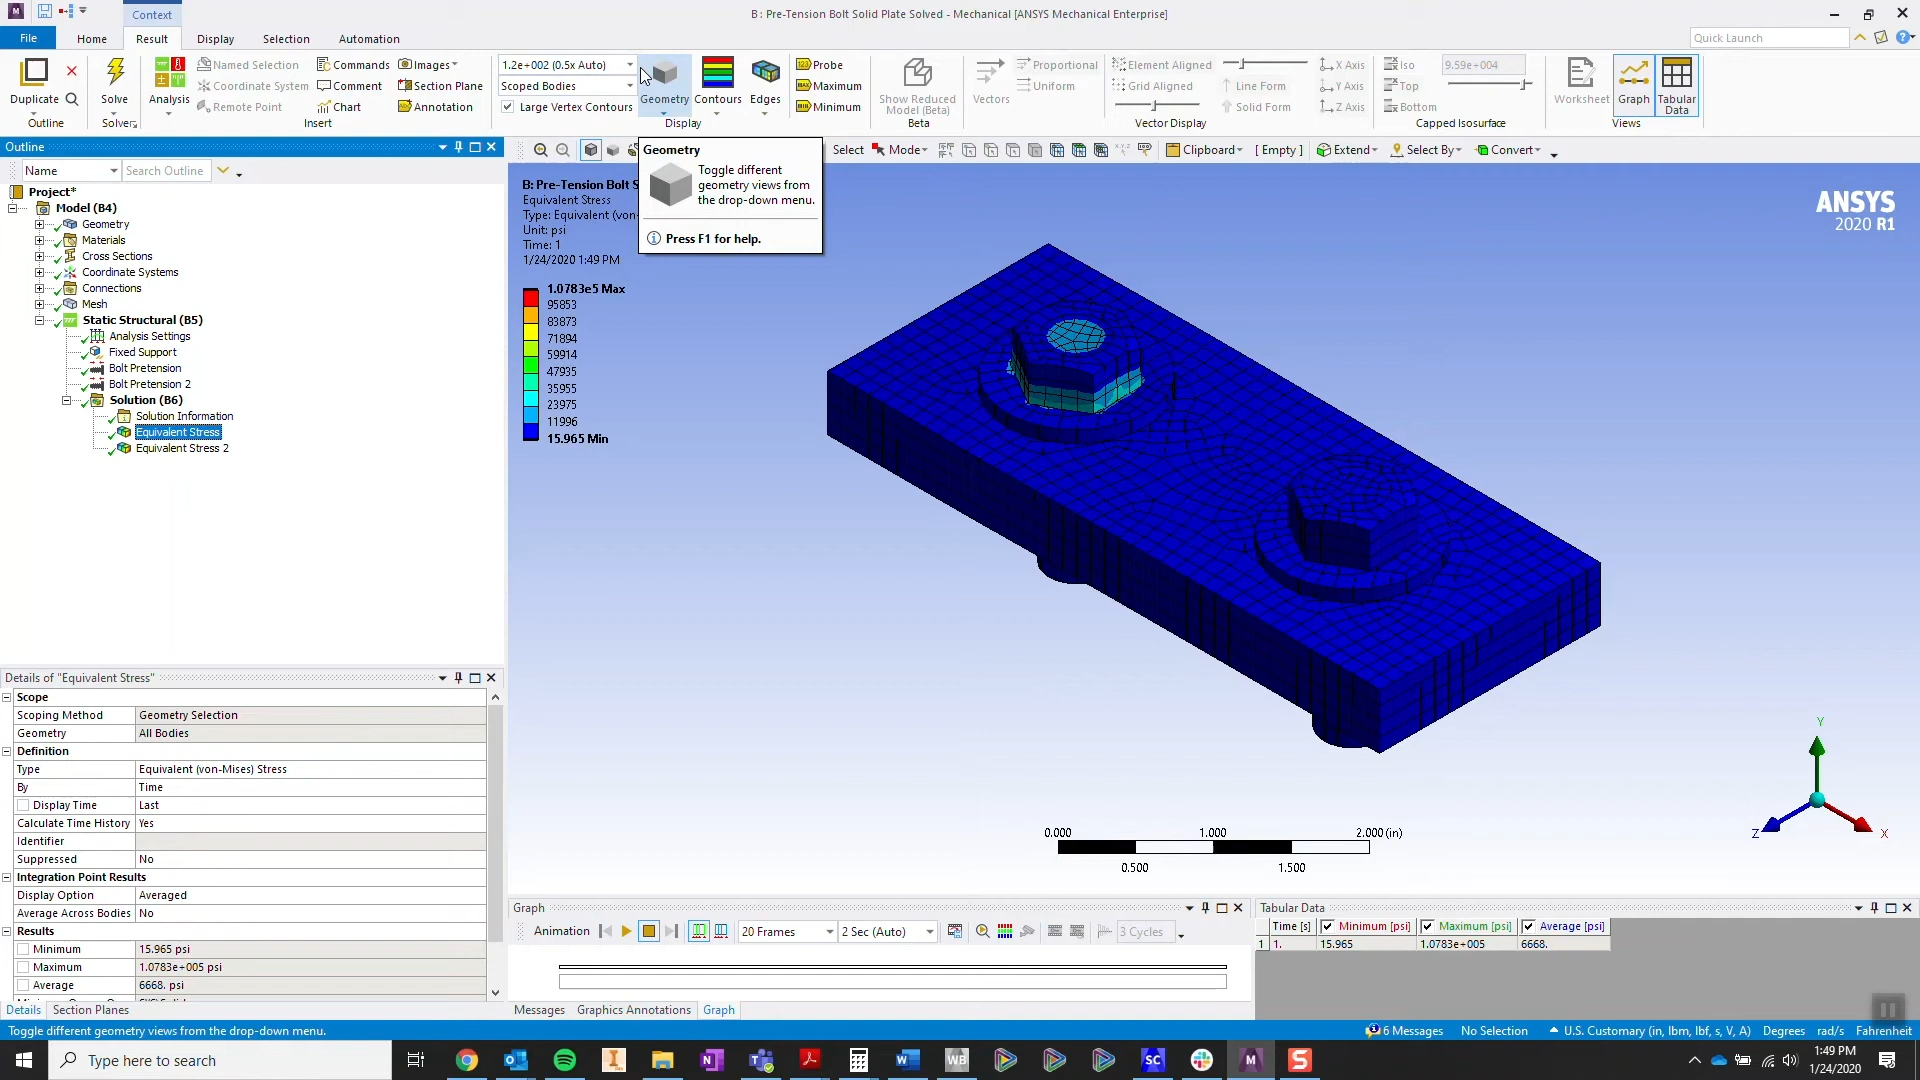 Context
B : Pre-Tension Bolt Solid Plate Solved - Mechanical [ANSYS Mechanical Enterprise]
File
Home
Result
Display
Selection
Automation
Quick Launch
Duplicate
Outline
Solve
Solver
Analysis
Named Selection
Coordinate System
Remote Point
Commands
Comment
Chart
Images
Section Plane
Annotation
Insert
1.2e+002 (0.5x Auto)
Scoped Bodies
Large Vertex Contours
Geometry
Contours
Edges
Display
Probe
Maximum
Minimum
Show Reduced
Model (Beta)
Beta
Vectors
Proportional
Uniform
Element Aligned
Grid Aligned
Line Form
Solid Form
X Axis
Y Axis
Z Axis
Vector Display
Iso
Top
Bottom
9.59e+004
Capped Isosurface
Worksheet
Graph
Tabular
Data
Views
Outline
Name
Search Outline
Project*
Model (B4)
Geometry
Materials
Cross Sections
Coordinate Systems
Connections
Mesh
Static Structural (B5)
Analysis Settings
Fixed Support
Bolt Pretension
Bolt Pretension 2
Solution (B6)
Solution Information
Equivalent Stress
Equivalent Stress 2
Select
Mode
Clipboard
[ Empty ]
Extend
Select By
Convert
Geometry
Toggle different
geometry views from
the drop-down menu.
Press F1 for help.
B: Pre-Tension Bolt S
Equivalent Stress
Type: Equivalent (von-
Unit: psi
Time: 1
1/24/2020 1:49 PM
1.0783e5 Max
95853
83873
71894
59914
47935
35955
23975
11996
15.965 Min
ANSYS
2020 R1
0.000
1.000
2.000 (in)
0.500
1.500
Y
Z
X
Details of "Equivalent Stress"
Scope
Scoping Method
Geometry Selection
Geometry
All Bodies
Definition
Type
Equivalent (von-Mises) Stress
By
Time
Display Time
Last
Calculate Time History
Yes
Identifier
Suppressed
No
Integration Point Results
Display Option
Averaged
Average Across Bodies
No
Results
Minimum
15.965 psi
Maximum
1.0783e+005 psi
Average
6668. psi
Details
Section Planes
Graph
Animation
20 Frames
2 Sec (Auto)
3 Cycles
Messages
Graphics Annotations
Graph
Tabular Data
Time [s]
Minimum [psi]
Maximum [psi]
Average [psi]
1
1.
15.965
1.0783e+005
6668.
Toggle different geometry views from the drop-down menu.
6 Messages
No Selection
U.S. Customary (in, lbm, lbf, s, V, A)
Degrees
rad/s
Fahrenheit
Type here to search
WB
SC
1:49 PM
1/24/2020